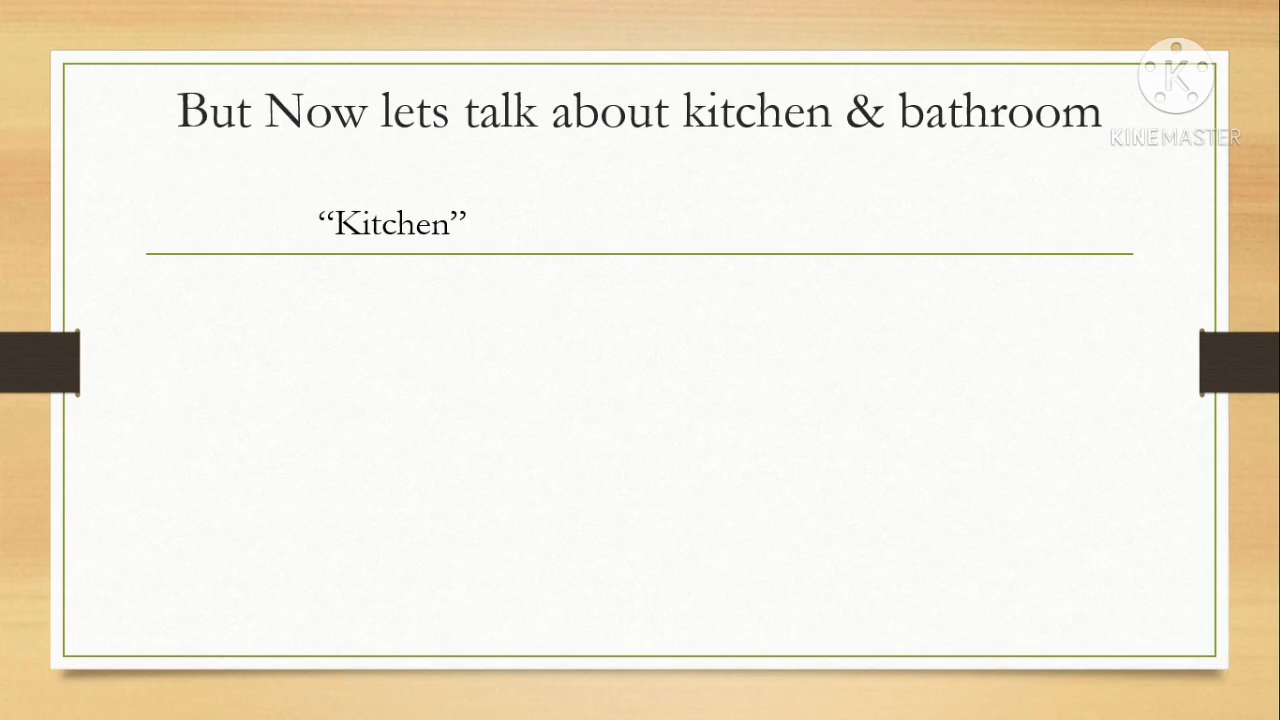 But Now lets talk about kitchen & bathroom
K
KINEMASTER
“Kitchen”